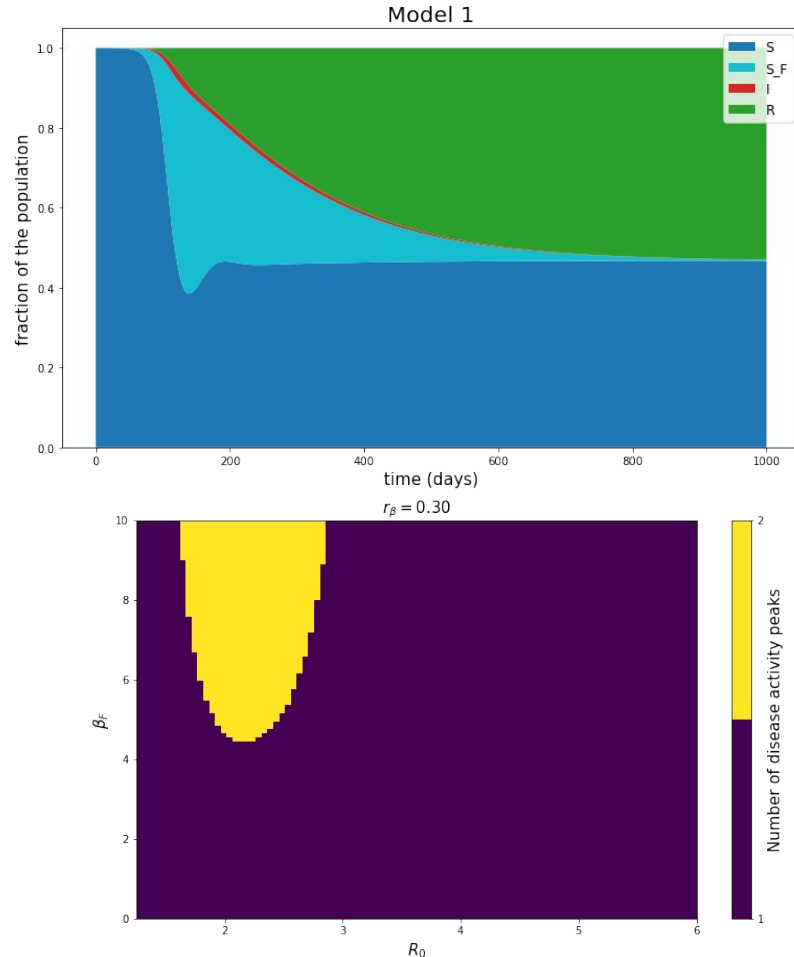 Model 1
fraction of the population
1.0
0.8
0.6
0.4
0.2
0.0
S
S_F
I
R
0 200 400 600 800 1000
time (days)
r_β = 0.30
β_F
10
8
6
4
2
0
2 3 4 5 6
R_0
2
1
Number of disease activity peaks